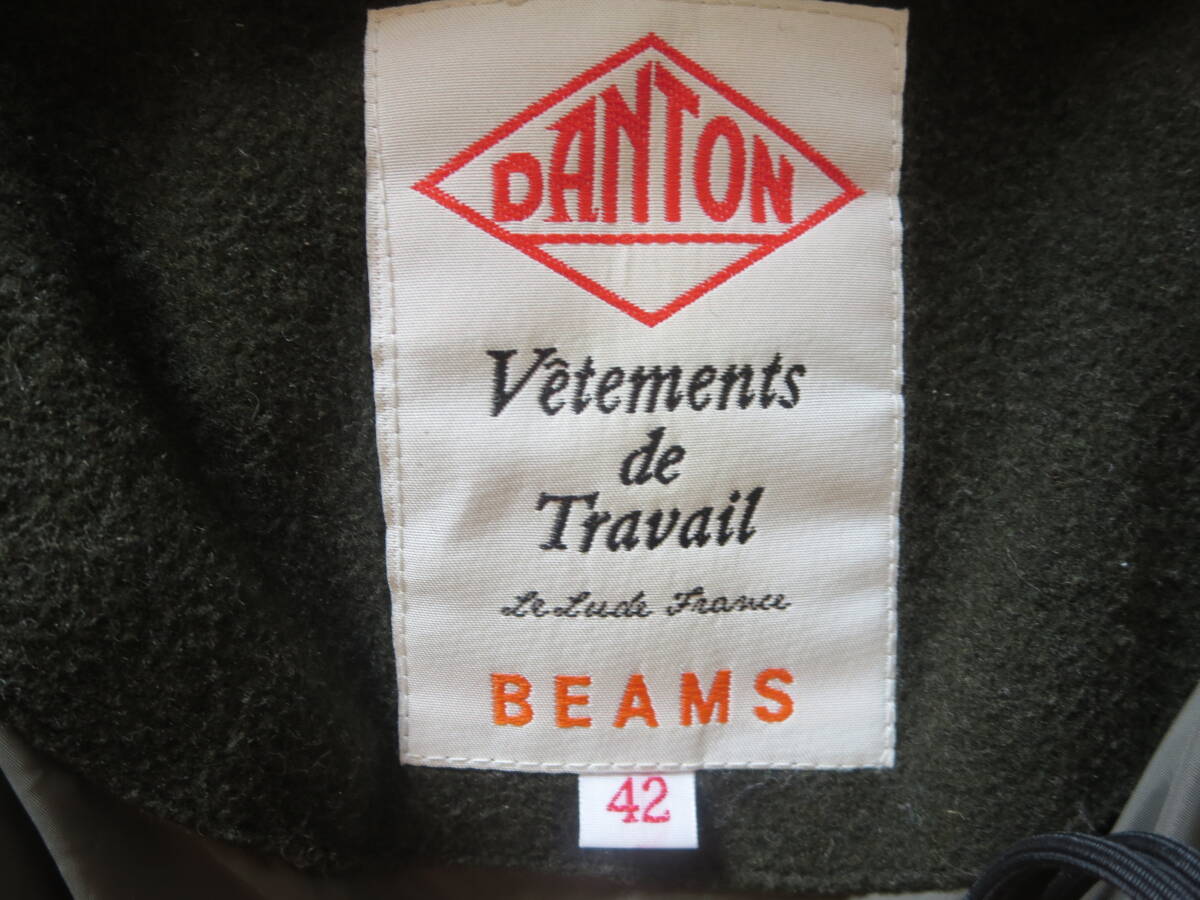 DANTON
Vêtements
de
Travail
Le Lude France
BEAMS
42